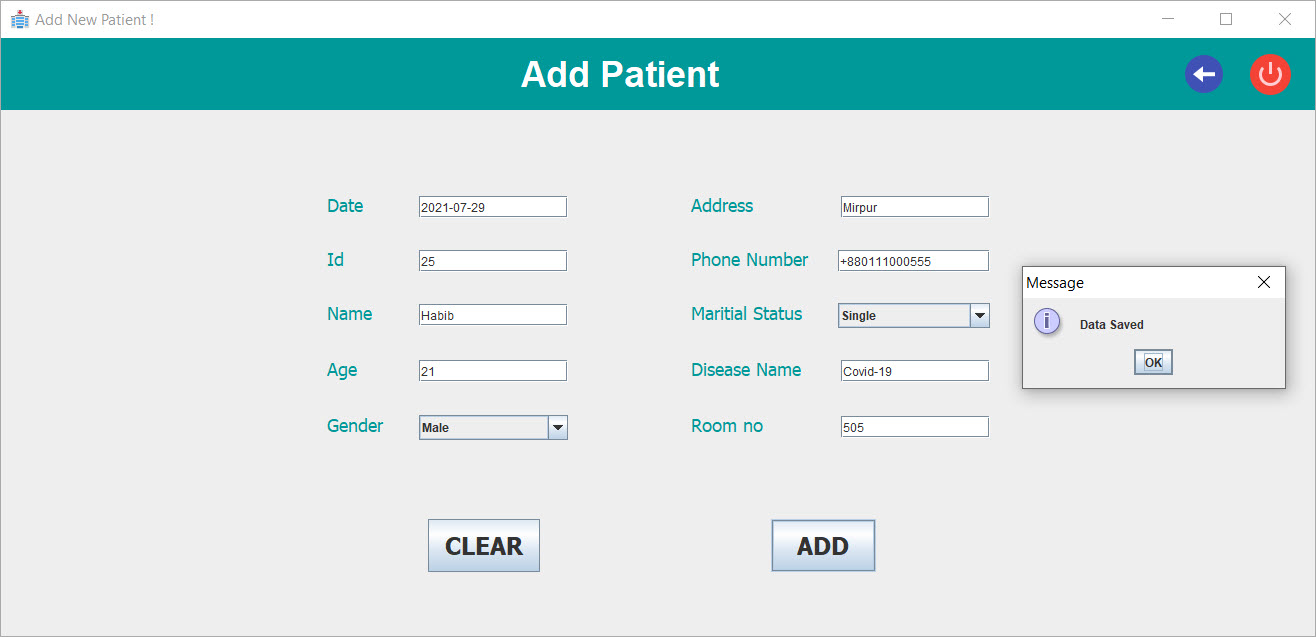 Add New Patient !
Add Patient
Date 2021-07-29
Address Mirpur
Id 25
Phone Number +880111000555
Name Habib
Maritial Status Single
Age 21
Disease Name Covid-19
Gender Male
Room no 505
CLEAR
ADD
Message
Data Saved
OK